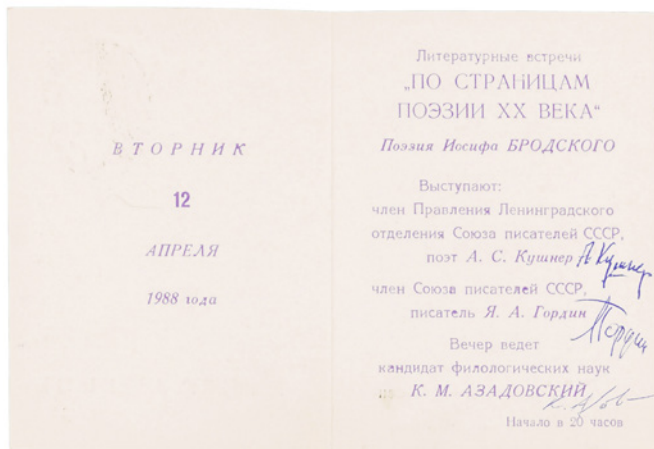 ВТОРНИК
12
АПРЕЛЯ
1988 года
Литературные встречи
„ПО СТРАНИЦАМ
ПОЭЗИИ XX ВЕКА“
Поэзия Иосифа БРОДСКОГО
Выступают:
член Правления Ленинградского
отделения Союза писателей СССР,
поэт А. С. Кушнер А Кушнер
член Союза писателей СССР,
писатель Я. А. Гордин Гордин
Вечер ведет
кандидат филологических наук
К. М. АЗАДОВСКИЙ
Начало в 20 часов